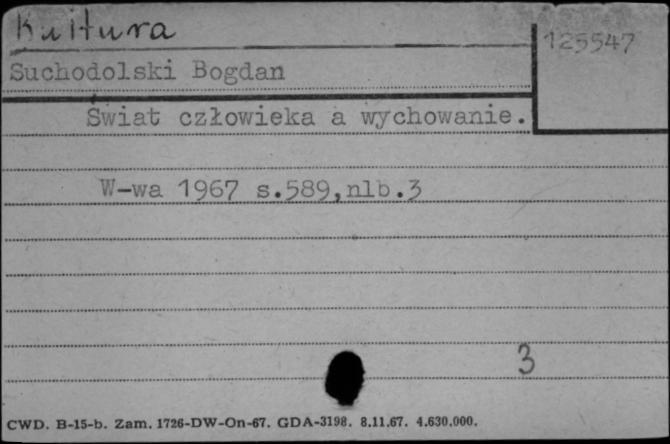 Kultura
125547
Suchodolski Bogdan
Świat człowieka a wychowanie.
W-wa 1967 s.589,nlb.3
3
CWD. B-15-b. Zam. 1726-DW-On-67. GDA-3198. 8.11.67. 4.630.000.